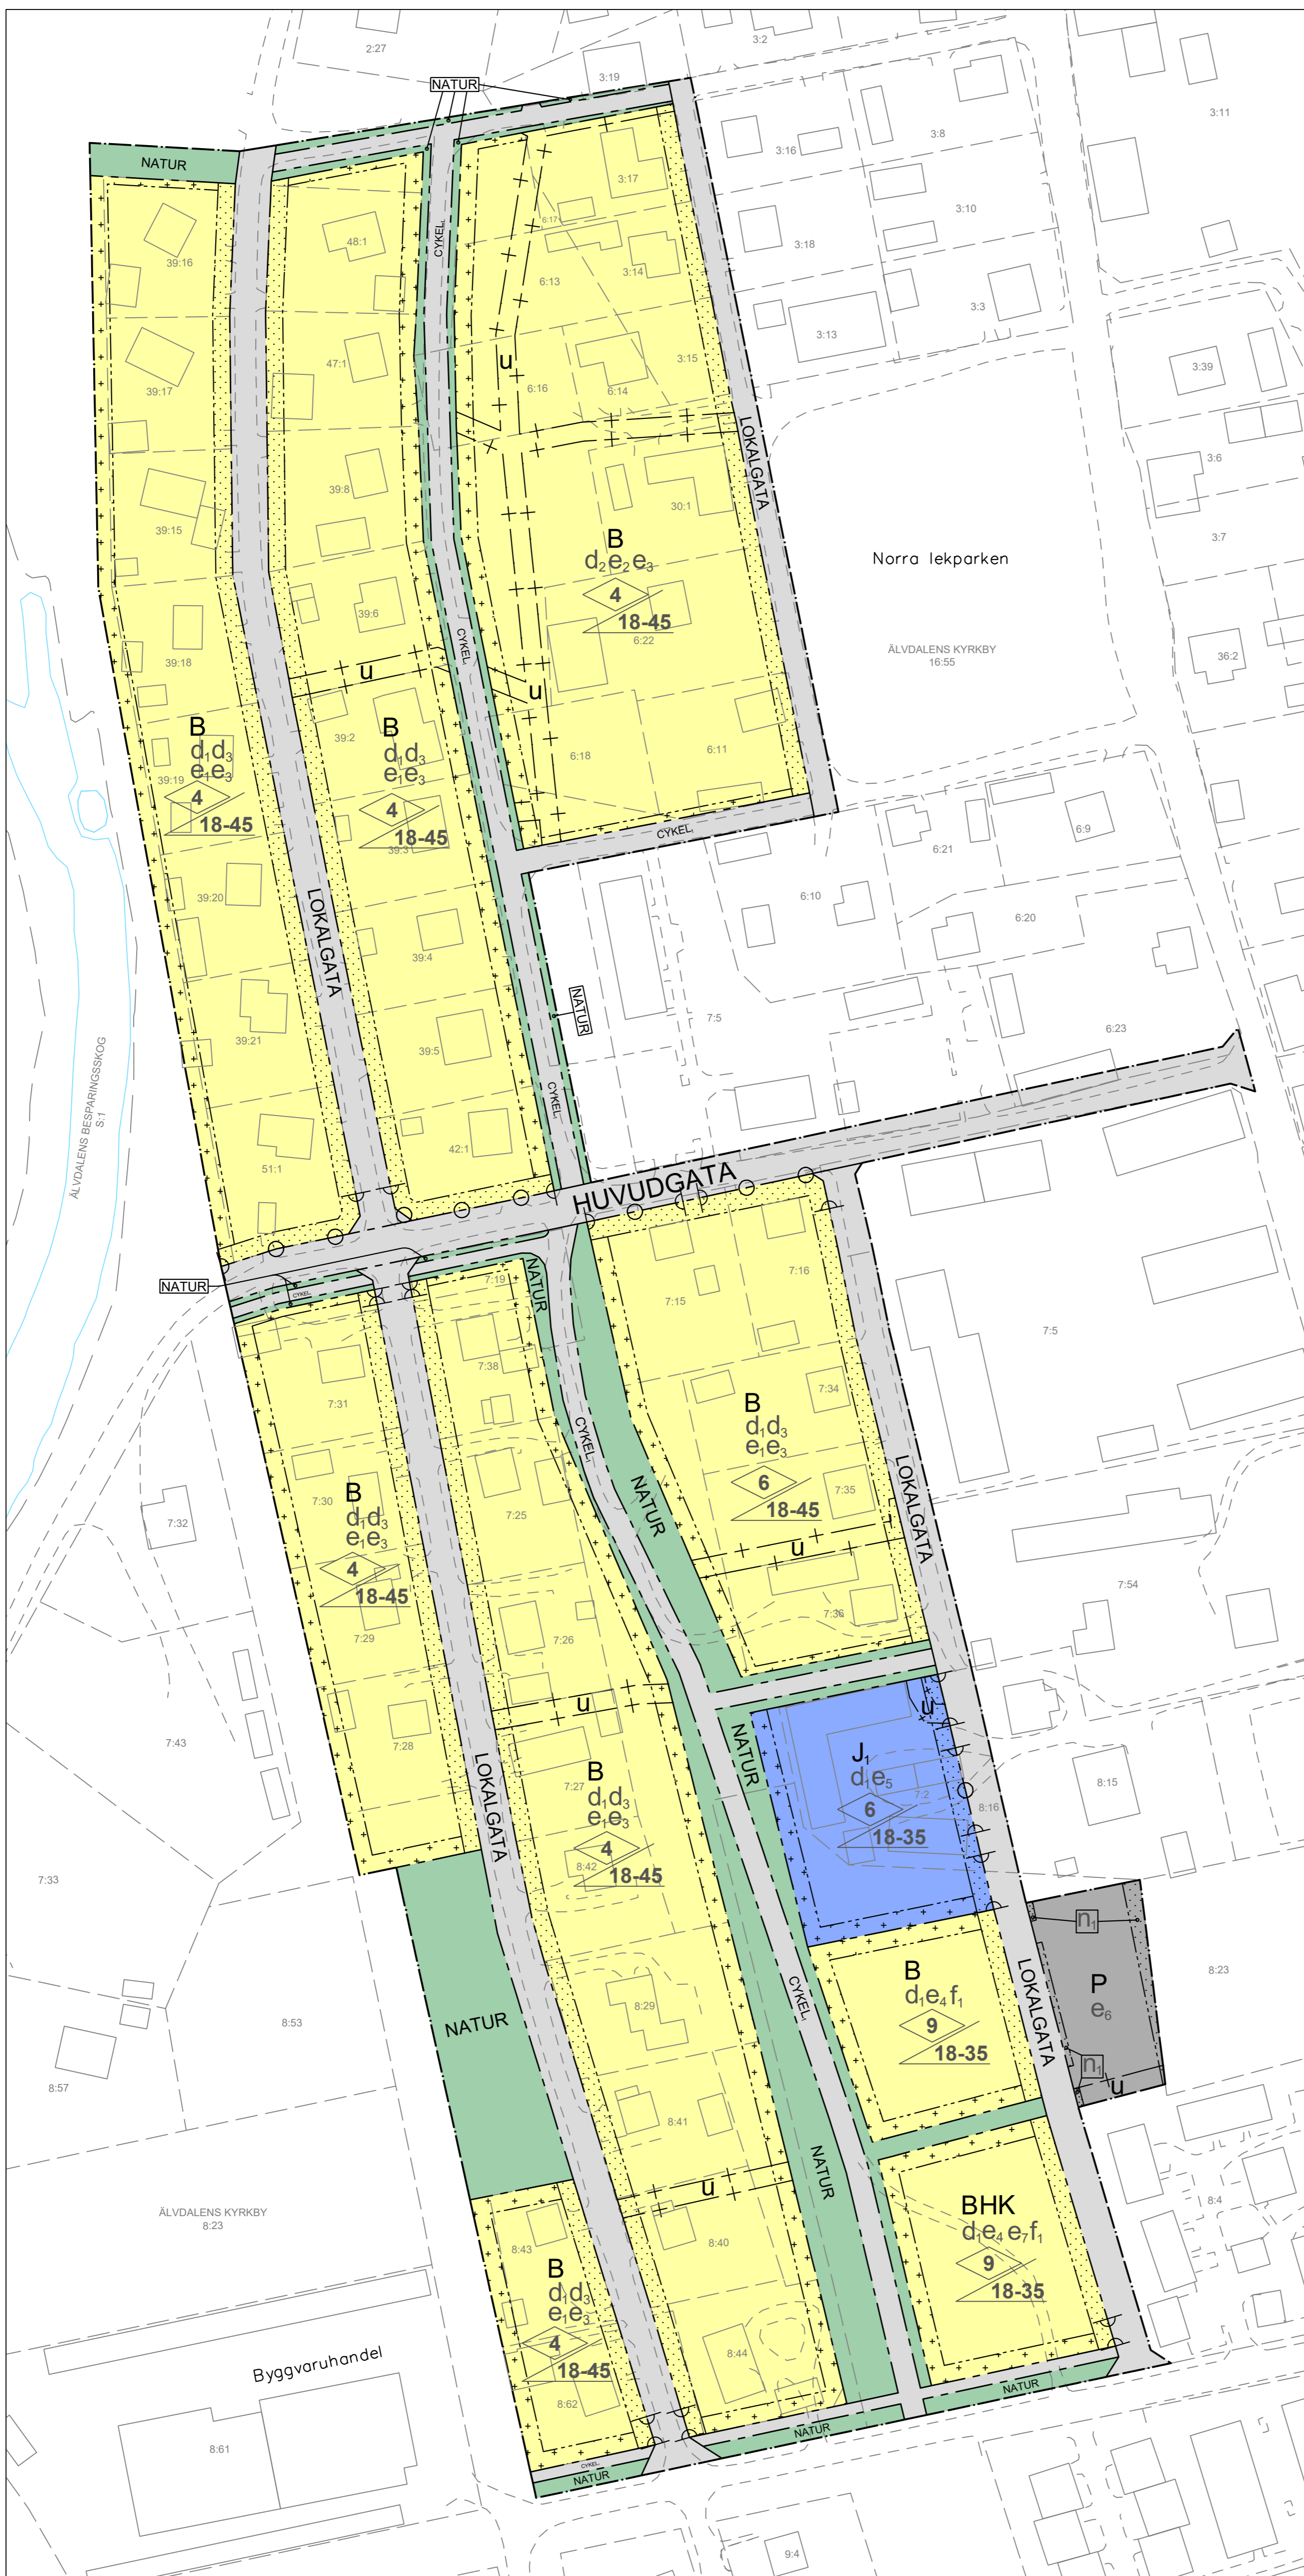 2:27
3:2
3:19
NATUR
3:11
3:8
3:16
NATUR
3:17
3:10
6:17
48:1
39:16
CYKEL
3:18
3:14
6:13
3:3
3:13
47:1
u
3:15
3:39
39:17
6:16
6:14
LOKALGATA
3:6
39:8
30:1
39:15
B
d₂e₂e₃
4
18-45
6:22
3:7
Norra lekparken
39:6
CYKEL
ÄLVDALENS KYRKBY
16:55
36:2
39:18
u
u
39:2
B
d₁d₃
e₁e₃
4
18-45
39:19
B
d₁d₃
e₁e₃
4
18-45
39:3
6:18
6:11
CYKEL
6:9
6:21
39:20
6:10
6:20
LOKALGATA
39:4
NATUR
7:5
6:23
39:21
39:5
ÄLVDALENS BESPARINGSSKOG
S:1
CYKEL
51:1
42:1
HUVUDGATA
NATUR
CYKEL
7:19
NATUR
7:16
7:15
7:5
7:38
7:31
7:34
B
d₁d₃
e₁e₃
6
18-45
CYKEL
NATUR
LOKALGATA
7:35
7:30
B
d₁d₃
e₁e₃
4
18-45
7:25
7:32
u
7:54
7:36
7:29
7:26
u
u
7:43
7:28
NATUR
LOKALGATA
J₁
d₁e₅
6
18-35
7:2
8:16
8:15
7:27
B
d₁d₃
e₁e₃
4
18-45
8:42
7:33
n₁
B
d₁e₄f₁
9
18-35
CYKEL
LOKALGATA
P
e₆
8:23
n₁
u
NATUR
8:53
8:29
8:57
8:41
NATUR
u
ÄLVDALENS KYRKBY
8:23
BHK
d₁e₄e₇f₁
9
18-35
8:4
8:43
8:40
B
d₁d₃
e₁e₃
4
18-45
8:62
8:44
Byggvaruhandel
8:61
NATUR
NATUR
CYKEL
NATUR
9:4